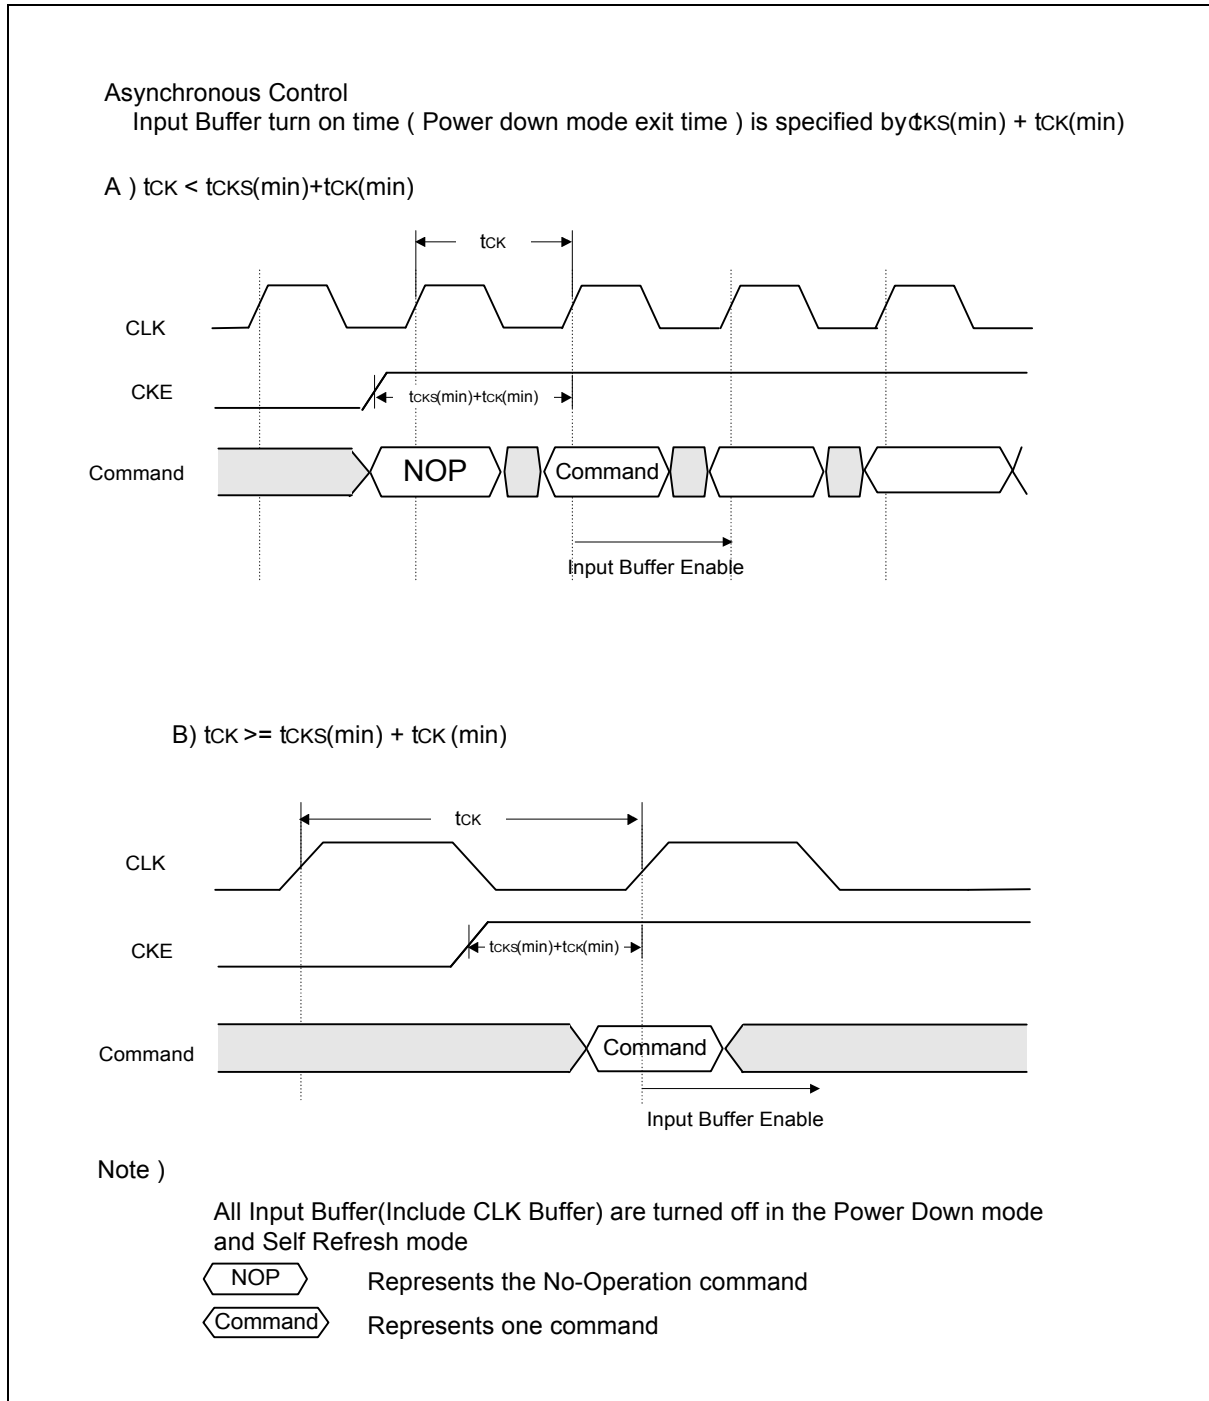 Asynchronous Control
Input Buffer turn on time ( Power down mode exit time ) is specified by tCKS(min) + tCK(min)
A ) tCK < tCKS(min)+tCK(min)
tCK
CLK
CKE
tCKS(min)+tCK(min)
Command
NOP
Command
Input Buffer Enable
B) tCK >= tCKS(min) + tCK (min)
tCK
CLK
CKE
tCKS(min)+tCK(min)
Command
Command
Input Buffer Enable
Note )
All Input Buffer(Include CLK Buffer) are turned off in the Power Down mode
and Self Refresh mode
NOP Represents the No-Operation command
Command Represents one command